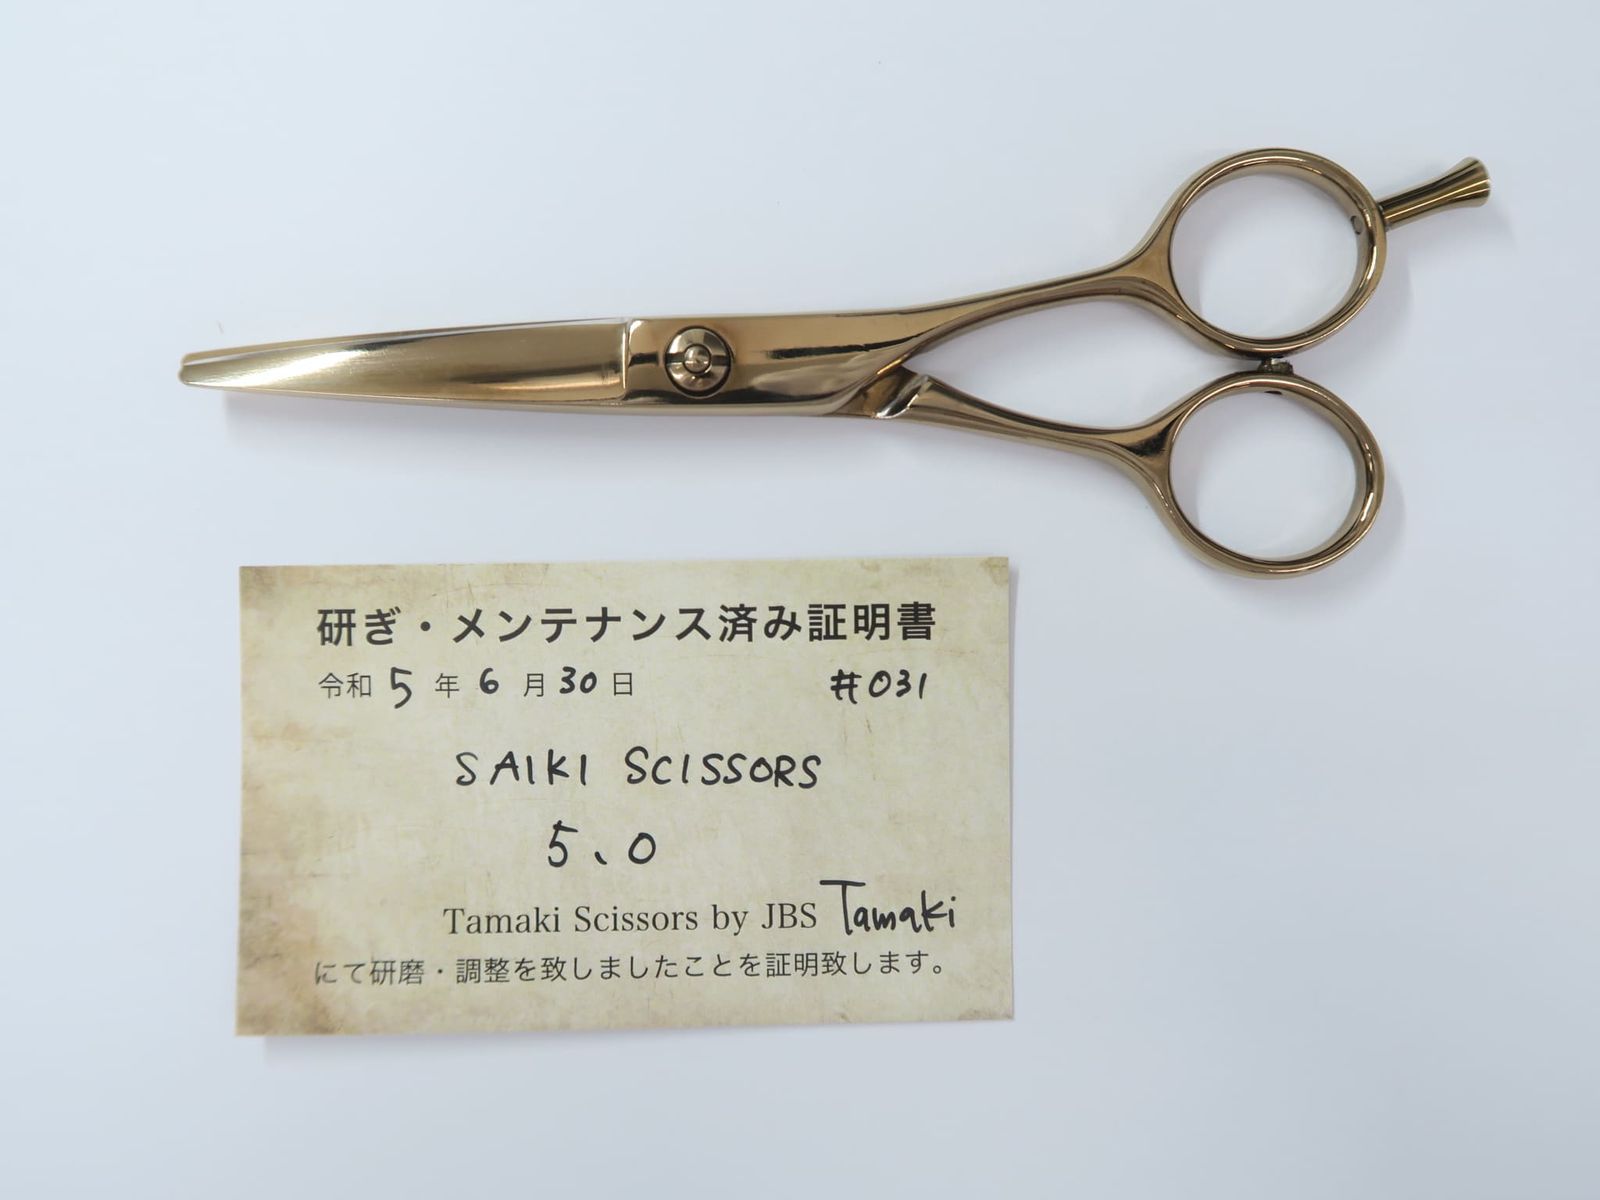 研ぎ・メンテナンス済み証明書
令和 5 年 6 月 30 日 #031
SAIKI SCISSORS
5、0
Tamaki Scissors by JBS Tamaki
にて研磨・調整を致しましたことを証明致します。